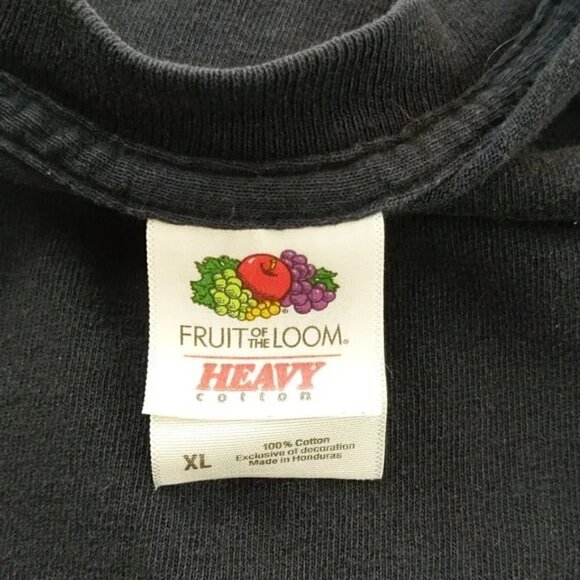 FRUIT OF THE LOOM®
HEAVY
cotton
XL
100% Cotton
Exclusive of decoration
Made in Honduras